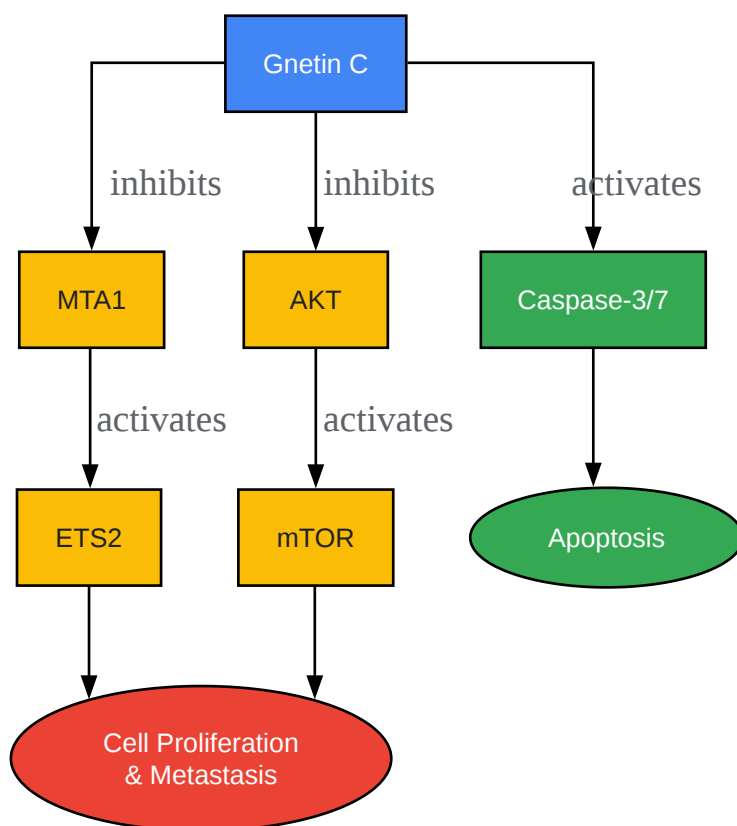 Gnetin C
inhibits
inhibits
activates
MTA1
AKT
Caspase-3/7
activates
activates
ETS2
mTOR
Apoptosis
Cell Proliferation
& Metastasis